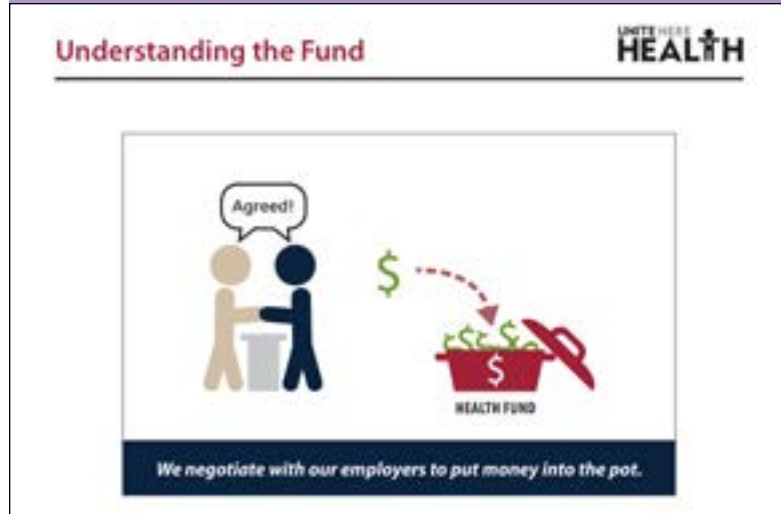 Understanding the Fund
UNITE HERE
HEALTH
Agreed!
$
$ $ $ $
$
HEALTH FUND
We negotiate with our employers to put money into the pot.